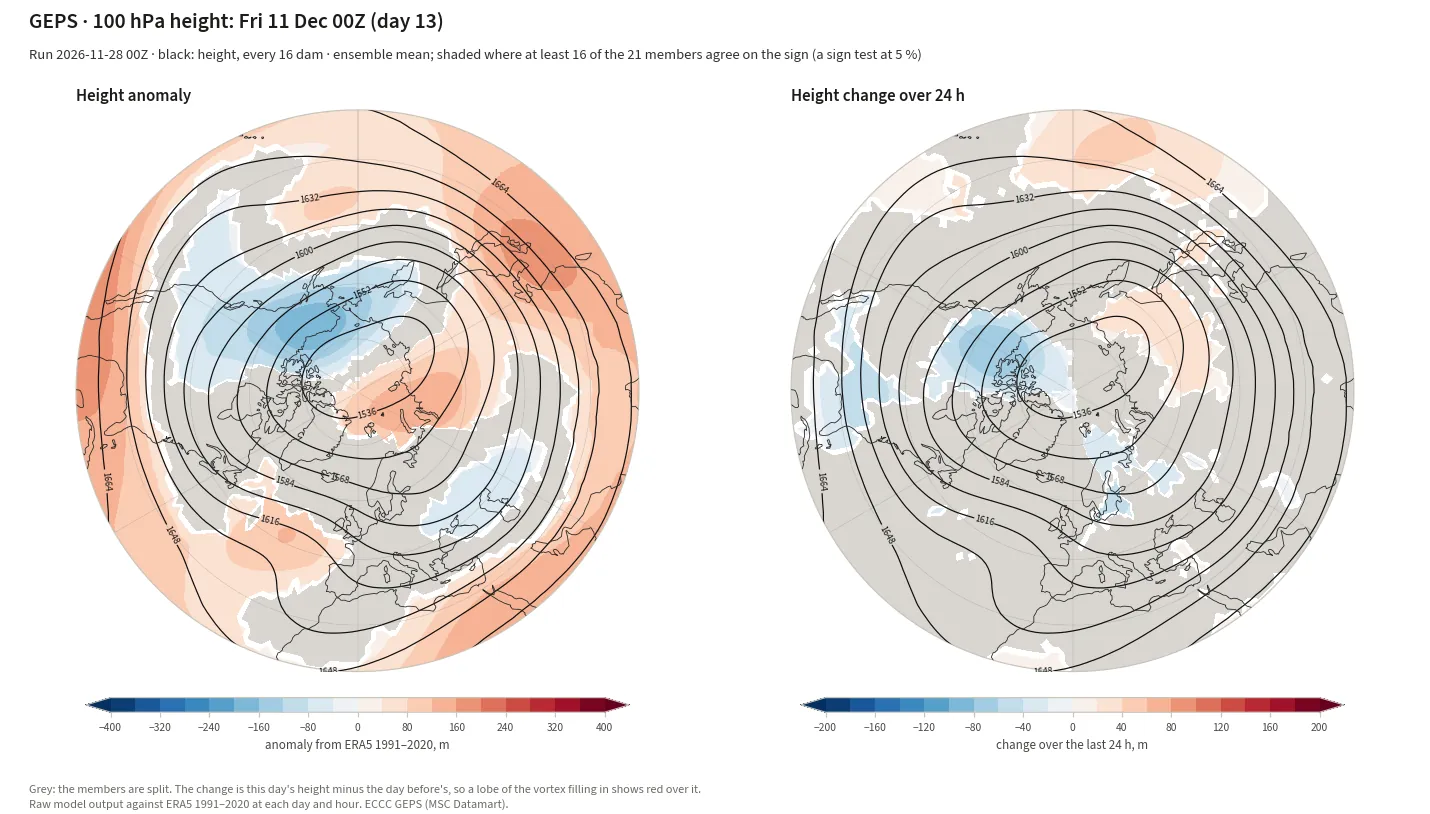 GEPS · 100 hPa height: Fri 11 Dec 00Z (day 13)
Run 2026-11-28 00Z · black: height, every 16 dam · ensemble mean; shaded where at least 16 of the 21 members agree on the sign (a sign test at 5 %)
Height anomaly
Height change over 24 h
1664
1632
1600
1552
1536
1584
1568
1616
1664
1648
1648
1664
1632
1600
1552
1536
1584
1568
1616
1664
1648
1648
−400 −320 −240 −160 −80 0 80 160 240 320 400
anomaly from ERA5 1991–2020, m
−200 −160 −120 −80 −40 0 40 80 120 160 200
change over the last 24 h, m
Grey: the members are split. The change is this day's height minus the day before's, so a lobe of the vortex filling in shows red over it.
Raw model output against ERA5 1991–2020 at each day and hour. ECCC GEPS (MSC Datamart).